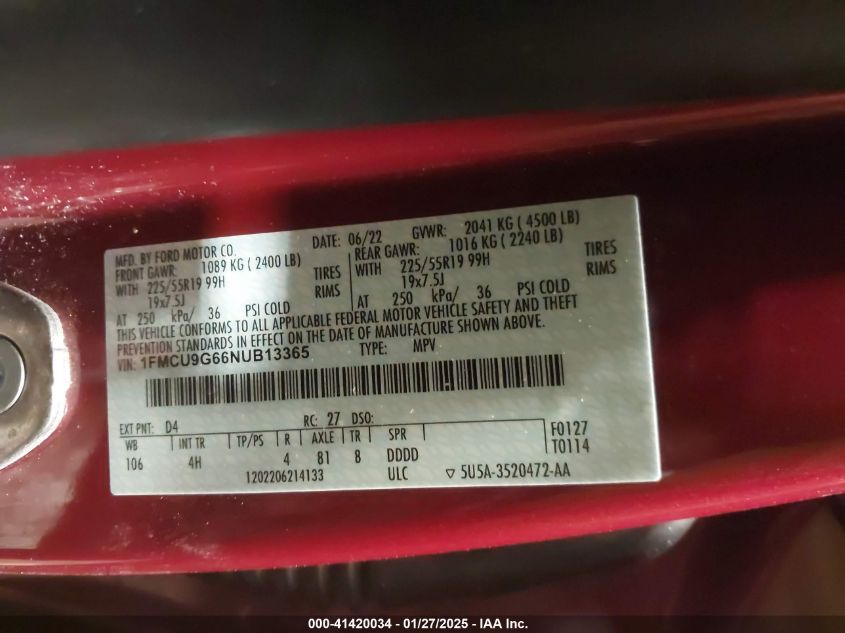 MFD. BY FORD MOTOR CO.
DATE: 06/22 GVWR: 2041 KG ( 4500 LB)
FRONT GAWR: 1089 KG ( 2400 LB)
WITH 225/55R19 99H TIRES
19x7.5J RIMS
AT 250 kPa/ 36 PSI COLD
REAR GAWR: 1016 KG ( 2240 LB)
WITH 225/55R19 99H TIRES
19x7.5J RIMS
AT 250 kPa/ 36 PSI COLD
THIS VEHICLE CONFORMS TO ALL APPLICABLE FEDERAL MOTOR VEHICLE SAFETY AND THEFT
PREVENTION STANDARDS IN EFFECT ON THE DATE OF MANUFACTURE SHOWN ABOVE.
VIN: 1FMCU9G66NUB13365 TYPE: MPV
EXT PNT: D4 RC: 27 DSO:
WB INT TR TP/PS R AXLE TR SPR
106 4H 4 81 8 DDDD
F0127
T0114
1202206214133 ULC ▽ 5U5A-3520472-AA
000-41420034 - 01/27/2025 - IAA Inc.